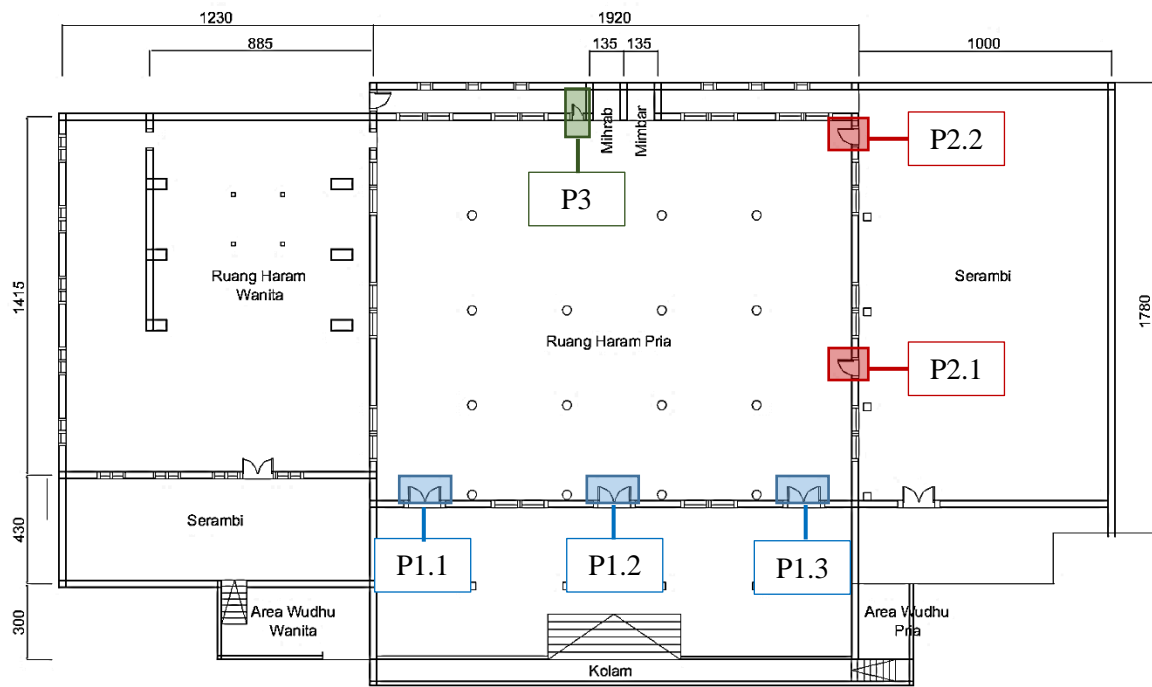 1230
1920
885
135
135
1000
Mihrab
Mimbar
P2.2
P3
1415
Ruang Haram
Wanita
Serambi
1780
Ruang Haram Pria
P2.1
Serambi
430
P1.1
P1.2
P1.3
300
Area Wudhu
Wanita
Area Wudhu
Pria
Kolam